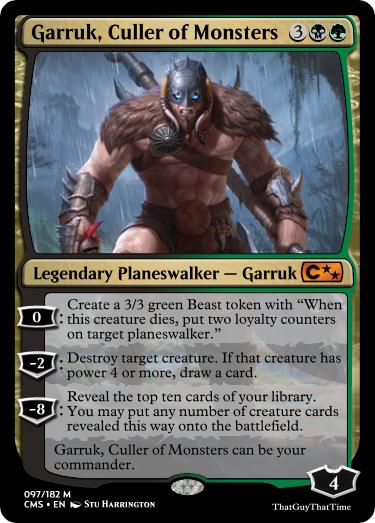 Garruk, Culler of Monsters 3
Legendary Planeswalker — Garruk C
0: Create a 3/3 green Beast token with “When
this creature dies, put two loyalty counters
on target planeswalker.”
-2: Destroy target creature. If that creature has
power 4 or more, draw a card.
-8: Reveal the top ten cards of your library.
You may put any number of creature cards
revealed this way onto the battlefield.
Garruk, Culler of Monsters can be your
commander.
4
097/182 M
CMS • EN Stu Harrington
ThatGuyThatTime